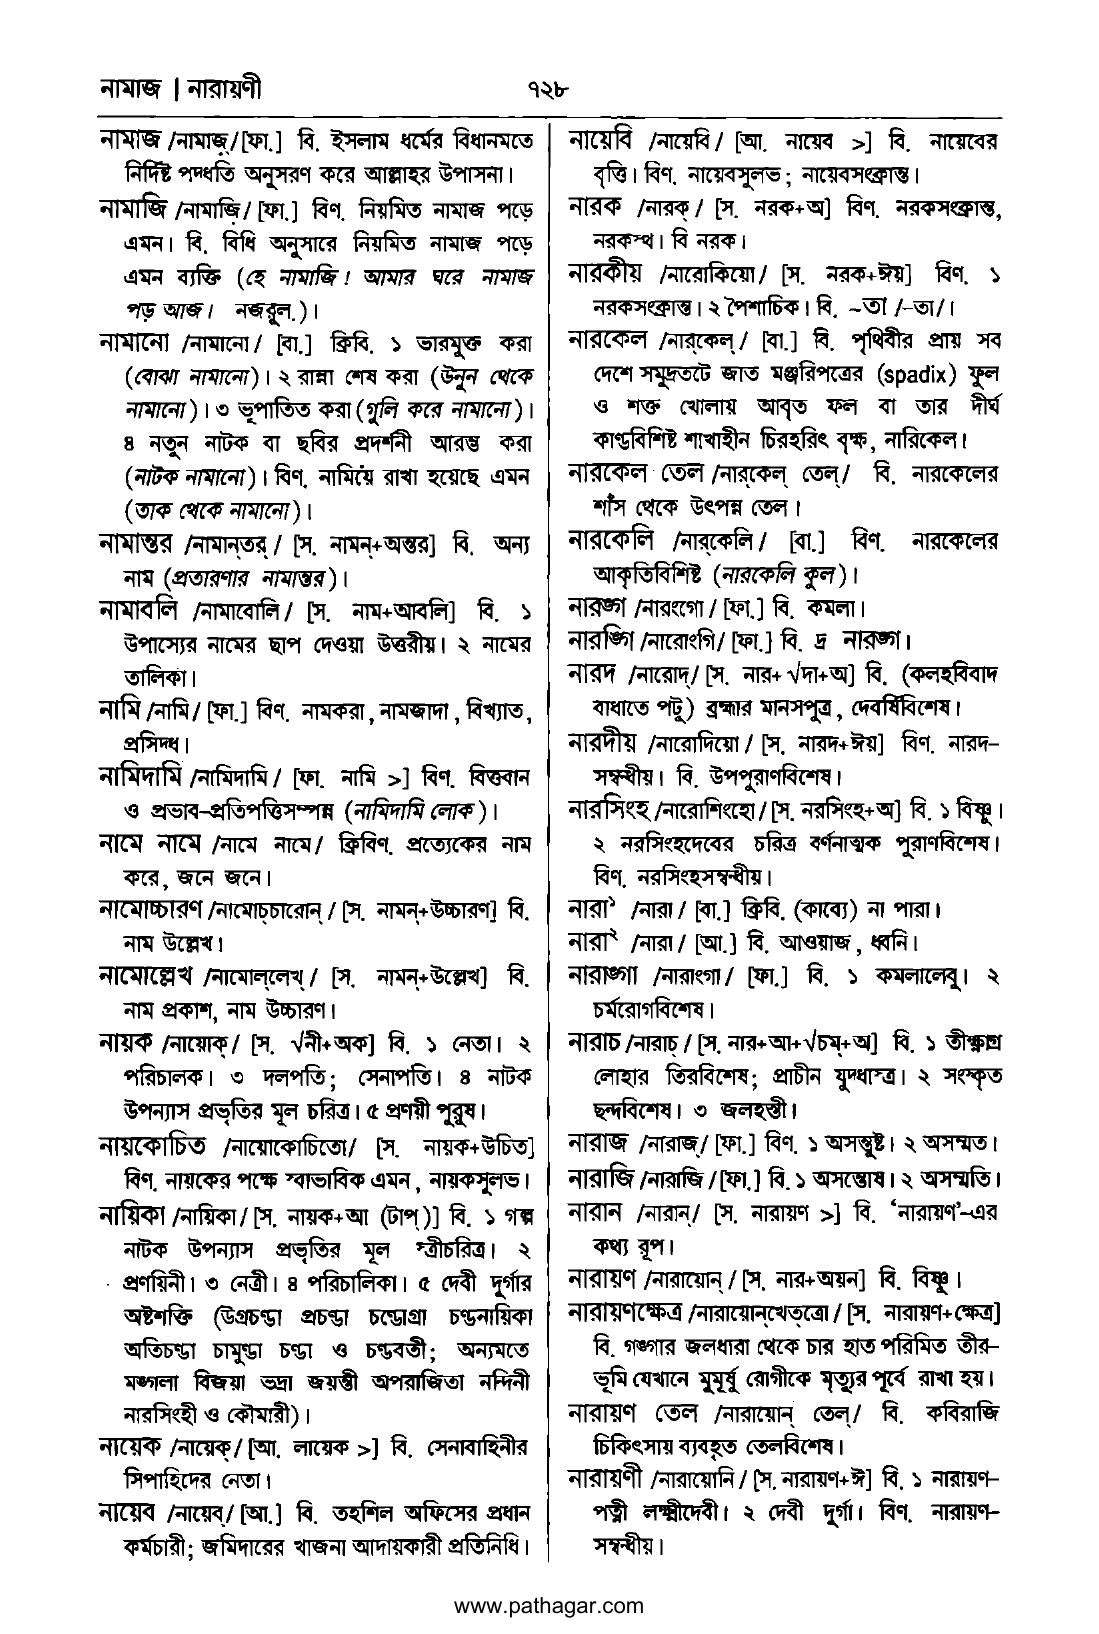 নামাজ | নারায়ণী
৭২৮
নামাজ /নামাজ্/[ফা.] বি. ইসলাম ধর্মের বিধানমতে
নির্দিষ্ট পদ্ধতি অনুসরণ করে আল্লাহর উপাসনা।
নামাজি /নামাজি/ [ফা.] বিণ. নিয়মিত নামাজ পড়ে
এমন। বি. বিধি অনুসারে নিয়মিত নামাজ পড়ে
এমন ব্যক্তি (হে নামাজি! আমার ঘরে নামাজ
পড় আজ। নজরুল.)।
নামানো /নামানো/ [বা.] ক্রিবি. ১ ভারমুক্ত করা
(বোঝা নামানো)। ২ রান্না শেষ করা (উনুন থেকে
নামানো)। ৩ ভূপাতিত করা (গুলি করে নামানো)।
৪ নতুন নাটক বা ছবির প্রদর্শনী আরম্ভ করা
(নাটক নামানো)। বিণ. নামিয়ে রাখা হয়েছে এমন
(তাক থেকে নামানো)।
নামান্তর /নামান্‌তর্/ [স. নামন্+অন্তর] বি. অন্য
নাম (প্রতারণার নামান্তর)।
নামাবলি /নামাবোলি/ [স. নাম+আবলি] বি. ১
উপাস্যের নামের ছাপ দেওয়া উত্তরীয়। ২ নামের
তালিকা।
নামি /নামি/ [ফা.] বিণ. নামকরা, নামজাদা, বিখ্যাত,
প্রসিদ্ধ।
নামিদামি /নামিদামি/ [ফা. নামি >] বিণ. বিত্তবান
ও প্রভাব-প্রতিপত্তিসম্পন্ন (নামিদামি লোক)।
নামে নামে /নামে নামে/ ক্রিবিণ. প্রত্যেকের নাম
করে, জনে জনে।
নামোচ্চারণ /নামোচ্‌চারোন্/ [স. নামন্+উচ্চারণ] বি.
নাম উল্লেখ।
নামোল্লেখ /নামোল্‌লেখ্/ [স. নামন্+উল্লেখ] বি.
নাম প্রকাশ, নাম উচ্চারণ।
নায়ক /নায়োক্/ [স. √নী+অক] বি. ১ নেতা। ২
পরিচালক। ৩ দলপতি; সেনাপতি। ৪ নাটক
উপন্যাস প্রভৃতির মূল চরিত্র। ৫ প্রণয়ী পুরুষ।
নায়কোচিত /নায়োকোচিতো/ [স. নায়ক+উচিত]
বিণ. নায়কের পক্ষে স্বাভাবিক এমন, নায়কসুলভ।
নায়িকা /নায়িকা/ [স. নায়ক+আ (টাপ্)] বি. ১ গল্প
নাটক উপন্যাস প্রভৃতির মূল স্ত্রীচরিত্র। ২
প্রণয়িনী। ৩ নেত্রী। ৪ পরিচালিকা। ৫ দেবী দুর্গার
অষ্টশক্তি (উগ্রচণ্ডা প্রচণ্ডা চণ্ডোগ্রা চণ্ডনায়িকা
অতিচণ্ডা চামুণ্ডা চণ্ডা ও চণ্ডবতী; অন্যমতে
মঙ্গলা বিজয়া ভদ্রা জয়ন্তী অপরাজিতা নন্দিনী
নারসিংহী ও কৌমারী)।
নায়েক /নায়েক্/ [আ. লায়েক >] বি. সেনাবাহিনীর
সিপাহিদের নেতা।
নায়েব /নায়েব্/ [আ.] বি. তহশিল অফিসের প্রধান
কর্মচারী; জমিদারের খাজনা আদায়কারী প্রতিনিধি।
নায়েবি /নায়েবি/ [আ. নায়েব >] বি. নায়েবের
বৃত্তি। বিণ. নায়েবসুলভ; নায়েবসংক্রান্ত।
নারক /নারক্/ [স. নরক+অ] বিণ. নরকসংক্রান্ত,
নরকস্থ। বি নরক।
নারকীয় /নারোকিয়ো/ [স. নরক+ঈয়] বিণ. ১
নরকসংক্রান্ত। ২ পৈশাচিক। বি. ~তা /-তা/।
নারকেল /নার্‌কেল্/ [বা.] বি. পৃথিবীর প্রায় সব
দেশে সমুদ্রতটে জাত মঞ্জরিপত্রের (spadix) ফুল
ও শক্ত খোলায় আবৃত ফল বা তার দীর্ঘ
কাণ্ডবিশিষ্ট শাখাহীন চিরহরিৎ বৃক্ষ, নারিকেল।
নারকেল তেল /নার্‌কেল্ তেল্/ বি. নারকেলের
শাঁস থেকে উৎপন্ন তেল।
নারকেলি /নার্‌কেলি/ [বা.] বিণ. নারকেলের
আকৃতিবিশিষ্ট (নারকেলি কুল)।
নারঙ্গ /নারংগো/ [ফা.] বি. কমলা।
নারঙ্গি /নারোংগি/ [ফা.] বি. দ্র নারঙ্গ।
নারদ /নারোদ্/ [স. নার+√দা+অ] বি. (কলহবিবাদ
বাধাতে পটু) ব্রহ্মার মানসপুত্র, দেবর্ষিবিশেষ।
নারদীয় /নারোদিয়ো/ [স. নারদ+ঈয়] বিণ. নারদ-
সম্বন্ধীয়। বি. উপপুরাণবিশেষ।
নারসিংহ /নারোশিংহো/ [স. নরসিংহ+অ] বি. ১ বিষ্ণু।
২ নরসিংহদেবের চরিত্র বর্ণনাত্মক পুরাণবিশেষ।
বিণ. নরসিংহসম্বন্ধীয়।
নারা¹ /নারা/ [বা.] ক্রিবি. (কাব্যে) না পারা।
নারা² /নারা/ [আ.] বি. আওয়াজ, ধ্বনি।
নারাঙ্গা /নারাংগা/ [ফা.] বি. ১ কমলালেবু। ২
চর্মরোগবিশেষ।
নারাচ /নারাচ্/ [স. নার+আ+√চম্+অ] বি. ১ তীক্ষ্ণাগ্র
লোহার তিরবিশেষ; প্রাচীন যুদ্ধাস্ত্র। ২ সংস্কৃত
ছন্দবিশেষ। ৩ জলহস্তী।
নারাজ /নারাজ্/ [ফা.] বিণ. ১ অসন্তুষ্ট। ২ অসম্মত।
নারাজি /নারাজি/ [ফা.] বি. ১ অসন্তোষ। ২ অসম্মতি।
নারান /নারান্/ [স. নারায়ণ >] বি. ‘নারায়ণ’-এর
কথ্য রূপ।
নারায়ণ /নারায়োন্/ [স. নার+অয়ন] বি. বিষ্ণু।
নারায়ণক্ষেত্র /নারায়োন্‌খেত্‌ত্রো/ [স. নারায়ণ+ক্ষেত্র]
বি. গঙ্গার জলধারা থেকে চার হাত পরিমিত তীর-
ভূমি যেখানে মুমূর্ষু রোগীকে মৃত্যুর পূর্বে রাখা হয়।
নারায়ণ তেল /নারায়োন্ তেল্/ বি. কবিরাজি
চিকিৎসায় ব্যবহৃত তেলবিশেষ।
নারায়ণী /নারায়োনি/ [স. নারায়ণ+ঈ] বি. ১ নারায়ণ-
পত্নী লক্ষ্মীদেবী। ২ দেবী দুর্গা। বিণ. নারায়ণ-
সম্বন্ধীয়।
www.pathagar.com